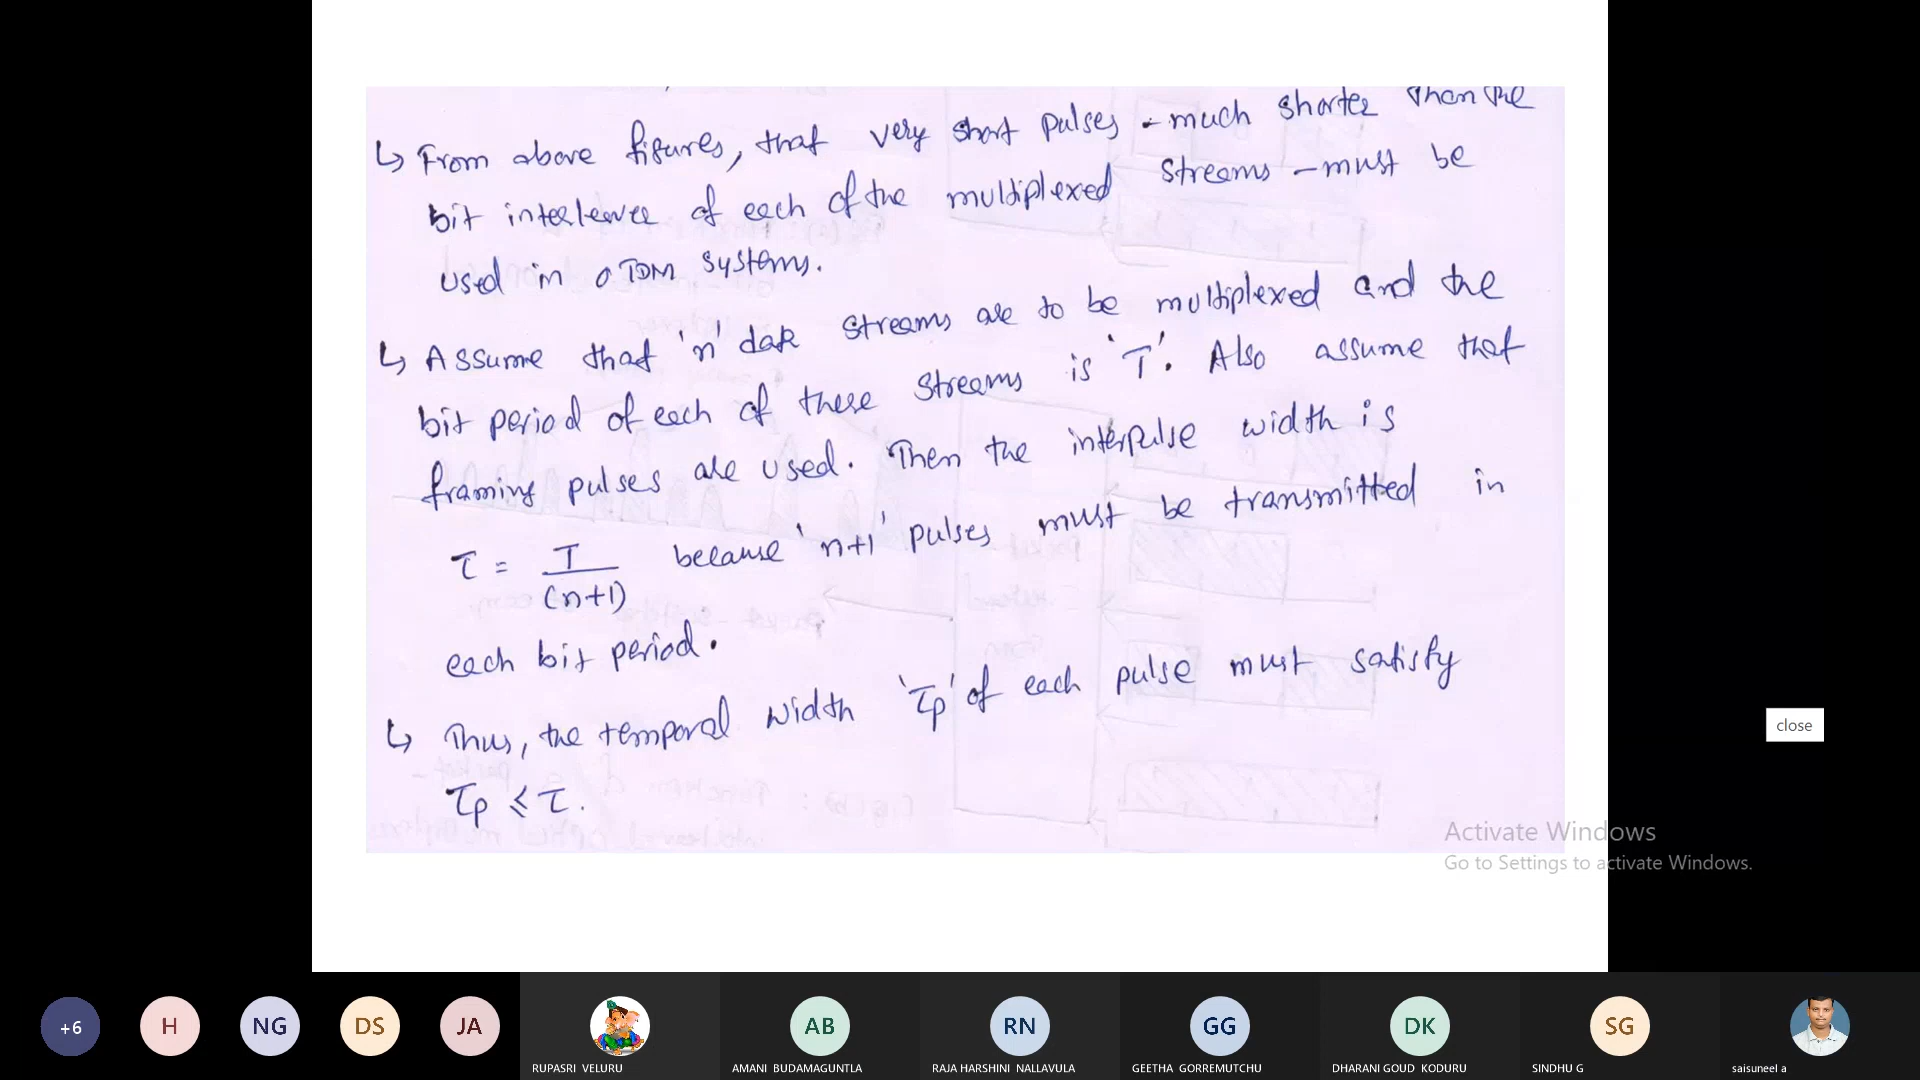 ↳ From above figures, that very short pulses - much shorter than the
bit interleave of each of the multiplexed streams - must be
used in OTDM systems.
↳ Assume that 'n' data streams are to be multiplexed and the
bit period of each of these streams is 'T'. Also assume that
framing pulses are used. Then the interpulse width is
τ = T/(n+1) because 'n+1' pulses must be transmitted in
each bit period.
↳ Thus, the temporal width 'τp' of each pulse must satisfy
τp ≤ τ.
close
Activate Windows
Go to Settings to activate Windows.
+6 H NG DS JA AB RN GG DK SG
RUPASRI VELURU AMANI BUDAMAGUNTLA RAJA HARSHINI NALLAVULA GEETHA GORREMUTCHU DHARANI GOUD KODURU SINDHU G saisuneel a